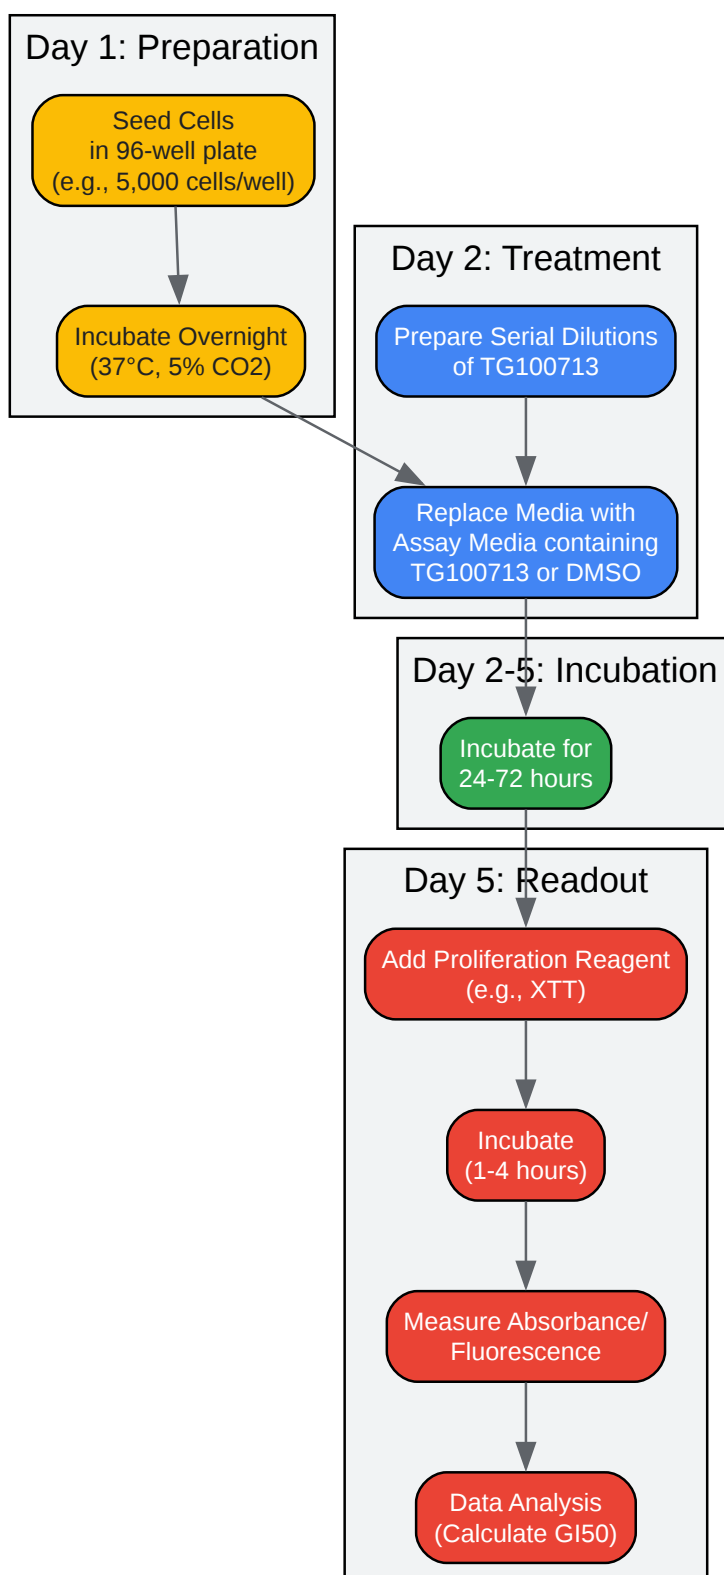 Day 1: Preparation
Seed Cells
in 96-well plate
(e.g., 5,000 cells/well)
Incubate Overnight
(37°C, 5% CO2)
Day 2: Treatment
Prepare Serial Dilutions
of TG100713
Replace Media with
Assay Media containing
TG100713 or DMSO
Day 2-5: Incubation
Incubate for
24-72 hours
Day 5: Readout
Add Proliferation Reagent
(e.g., XTT)
Incubate
(1-4 hours)
Measure Absorbance/
Fluorescence
Data Analysis
(Calculate GI50)